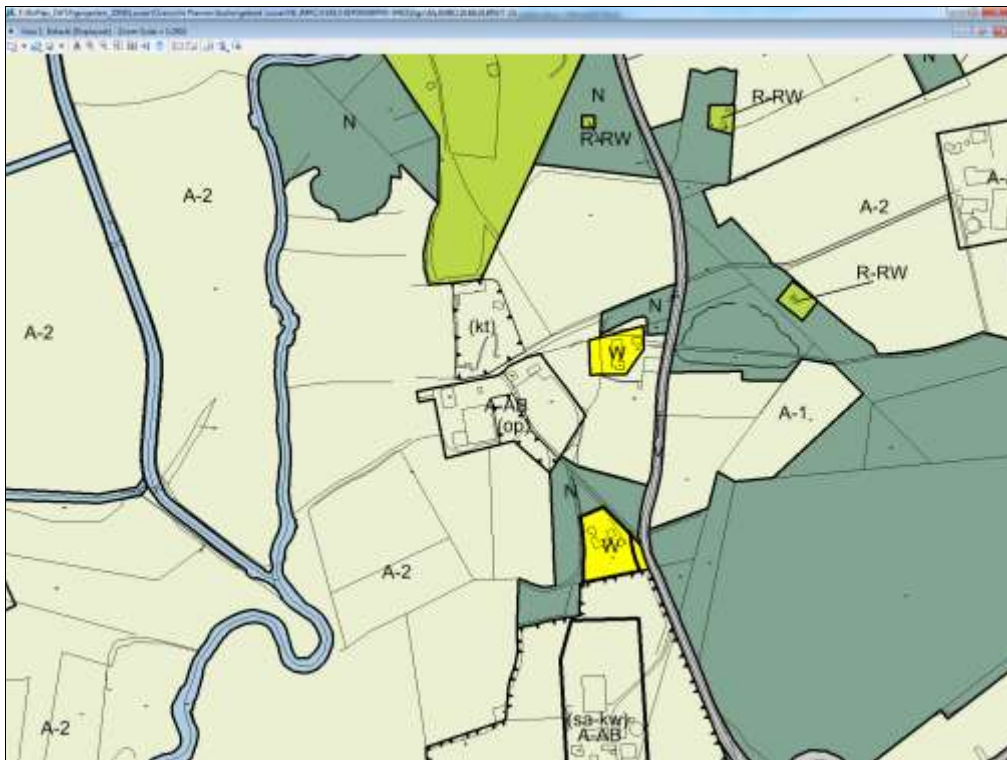 N
R-RW
N
R-RW
N
A-2
A-2
A-
R-RW
A-2
(kt)
N
W
A-AB
(op)
A-1
N
W
A-2
(sa-kw)
A-AB
A-2